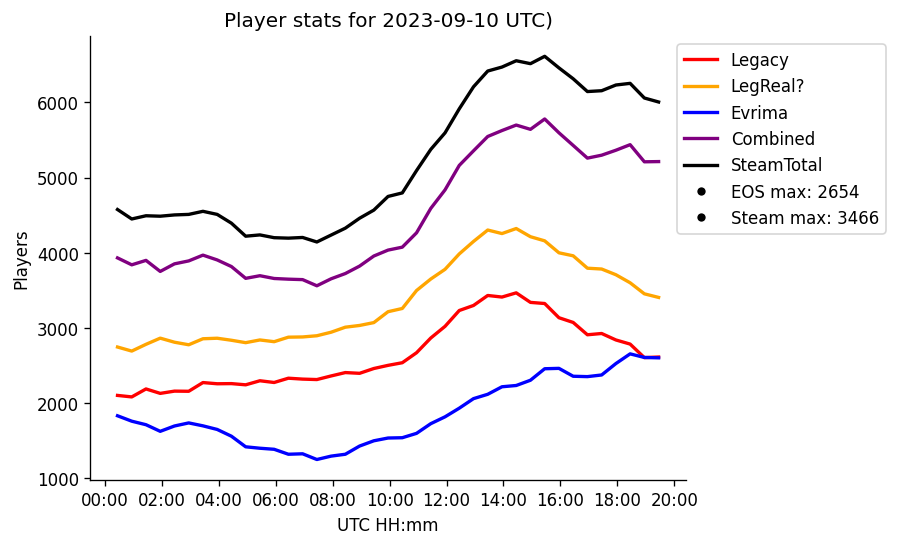 Player stats for 2023-09-10 UTC)
Legacy
LegReal?
Evrima
Combined
SteamTotal
EOS max: 2654
Steam max: 3466
6000
5000
4000
3000
2000
1000
Players
00:00 02:00 04:00 06:00 08:00 10:00 12:00 14:00 16:00 18:00 20:00
UTC HH:mm